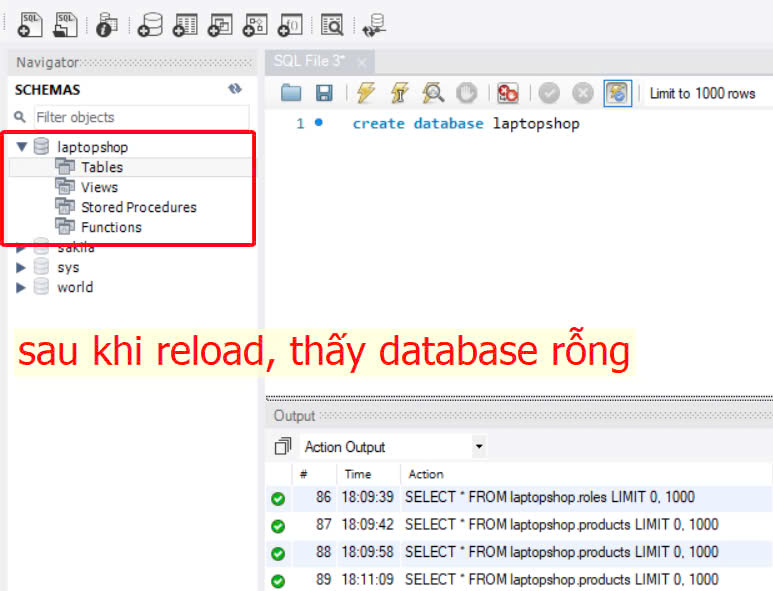 SQL
SQL
Navigator
SQL File 3*
SCHEMAS
Limit to 1000 rows
Filter objects
1 create database laptopshop
laptopshop
Tables
Views
Stored Procedures
Functions
sakila
sys
world
sau khi reload, thấy database rỗng
Output
Action Output
# Time Action
86 18:09:39 SELECT * FROM laptopshop.roles LIMIT 0, 1000
87 18:09:42 SELECT * FROM laptopshop.products LIMIT 0, 1000
88 18:09:58 SELECT * FROM laptopshop.products LIMIT 0, 1000
89 18:11:09 SELECT * FROM laptopshop.products LIMIT 0, 1000